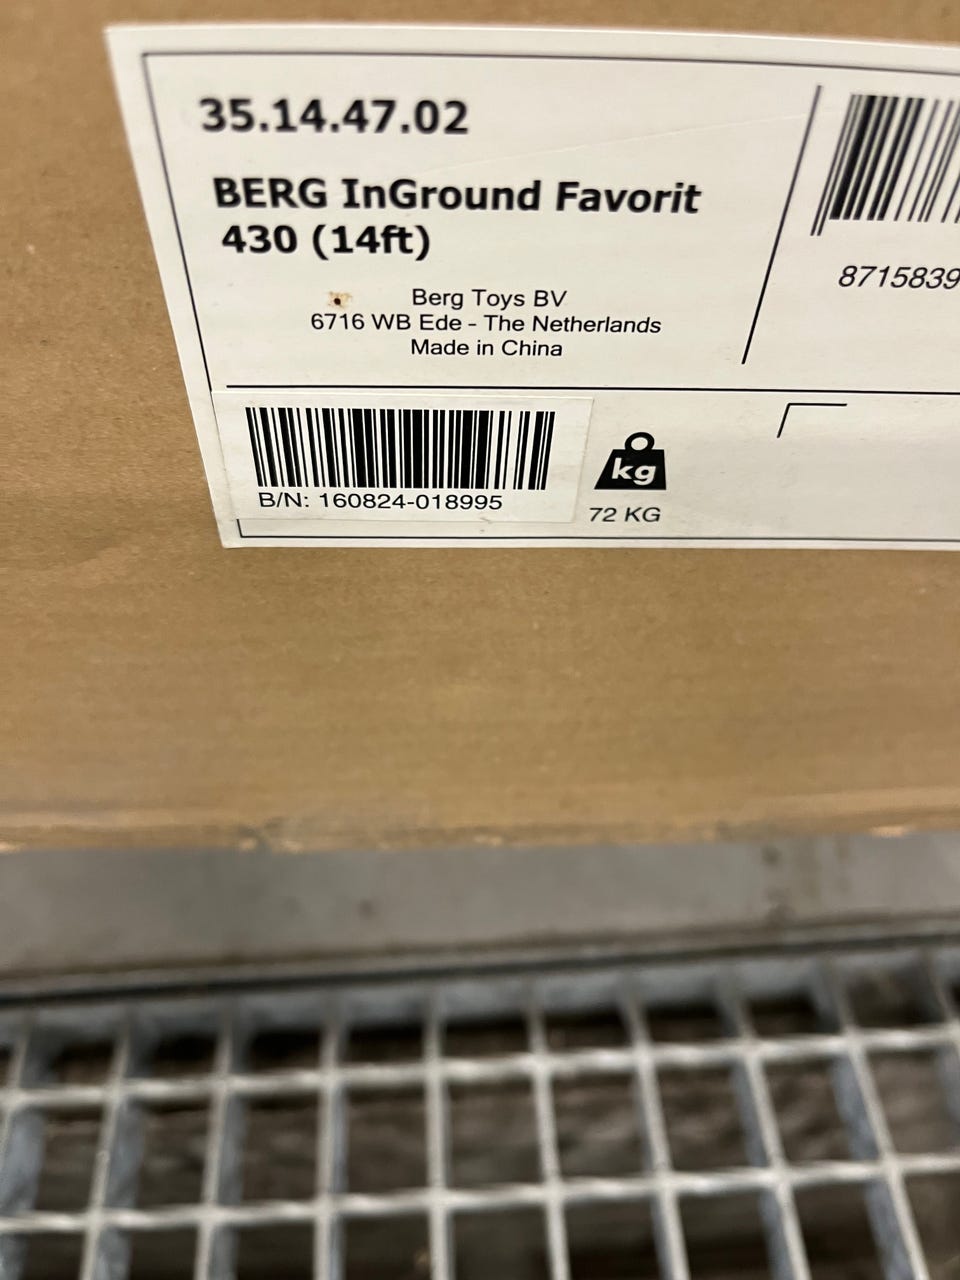 35.14.47.02
BERG InGround Favorit
430 (14ft)
Berg Toys BV
6716 WB Ede - The Netherlands
Made in China
8715839
B/N: 160824-018995
kg
72 KG